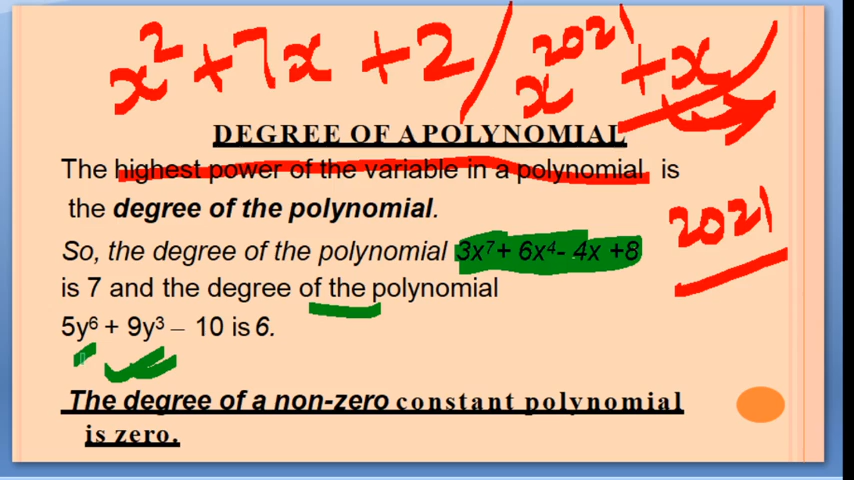 x² + 7x + 2 / x²⁰²¹ + x
DEGREE OF A POLYNOMIAL
The highest power of the variable in a polynomial is
the degree of the polynomial.
So, the degree of the polynomial 3x⁷+ 6x⁴- 4x +8
is 7 and the degree of the polynomial
5y⁶ + 9y³ – 10 is 6.
2021
The degree of a non-zero constant polynomial
is zero.